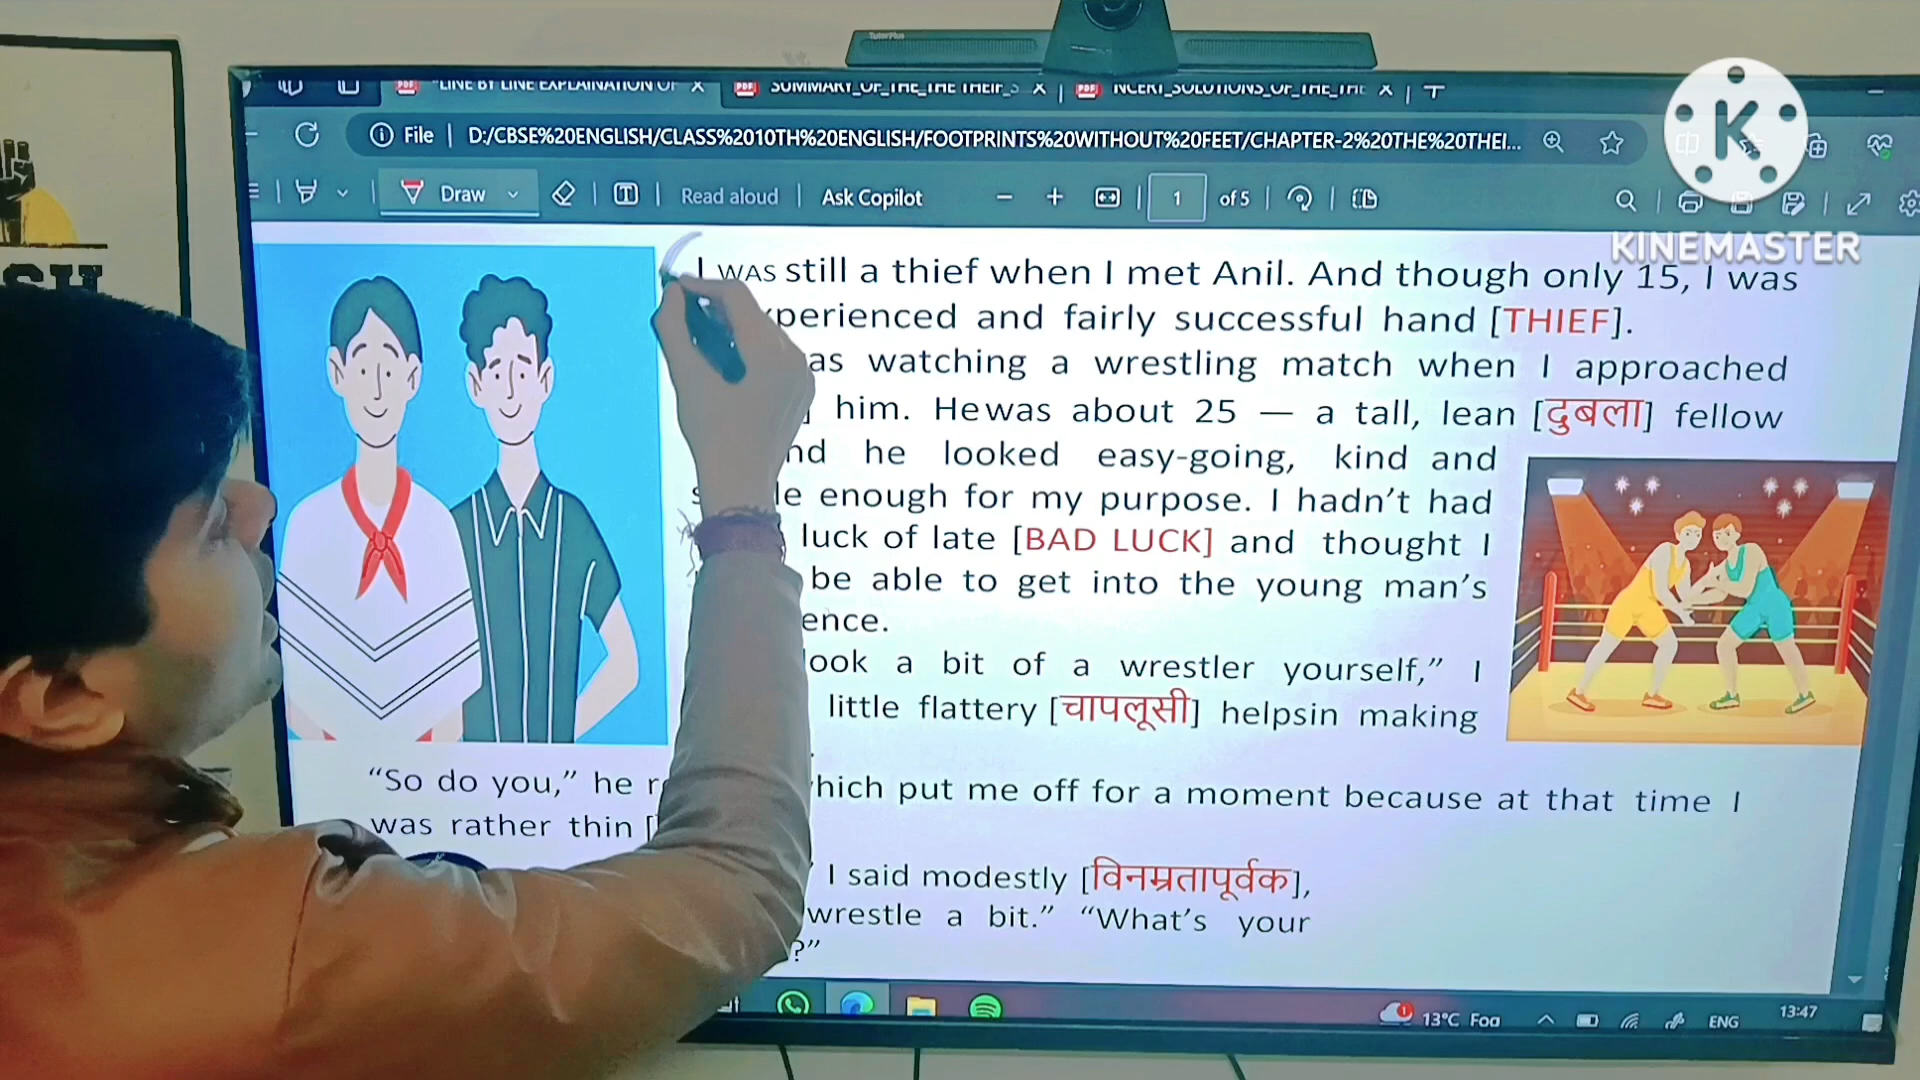 TutorPlus
"LINE BY LINE EXPLAINATION OF
SUMMARY_OF_THE_THE THEIF_S
NCERT_SOLUTIONS_OF_THE_THE
File
D:/CBSE%20ENGLISH/CLASS%2010TH%20ENGLISH/FOOTPRINTS%20WITHOUT%20FEET/CHAPTER-2%20THE%20THEI...
Draw
Read aloud
Ask Copilot
1 of 5
K
KINEMASTER
SH
I WAS still a thief when I met Anil. And though only 15, I was
perienced and fairly successful hand [THIEF].
as watching a wrestling match when I approached
] him. Hewas about 25 — a tall, lean [दुबला] fellow
nd he looked easy-going, kind and
s le enough for my purpose. I hadn't had
luck of late [BAD LUCK] and thought I
be able to get into the young man's
ence.
ook a bit of a wrestler yourself," I
little flattery [चापलूसी] helpsin making
"So do you," he r hich put me off for a moment because at that time I
was rather thin [
I said modestly [विनम्रतापूर्वक],
wrestle a bit." "What's your
?"
13°C Fog
ENG
13:47